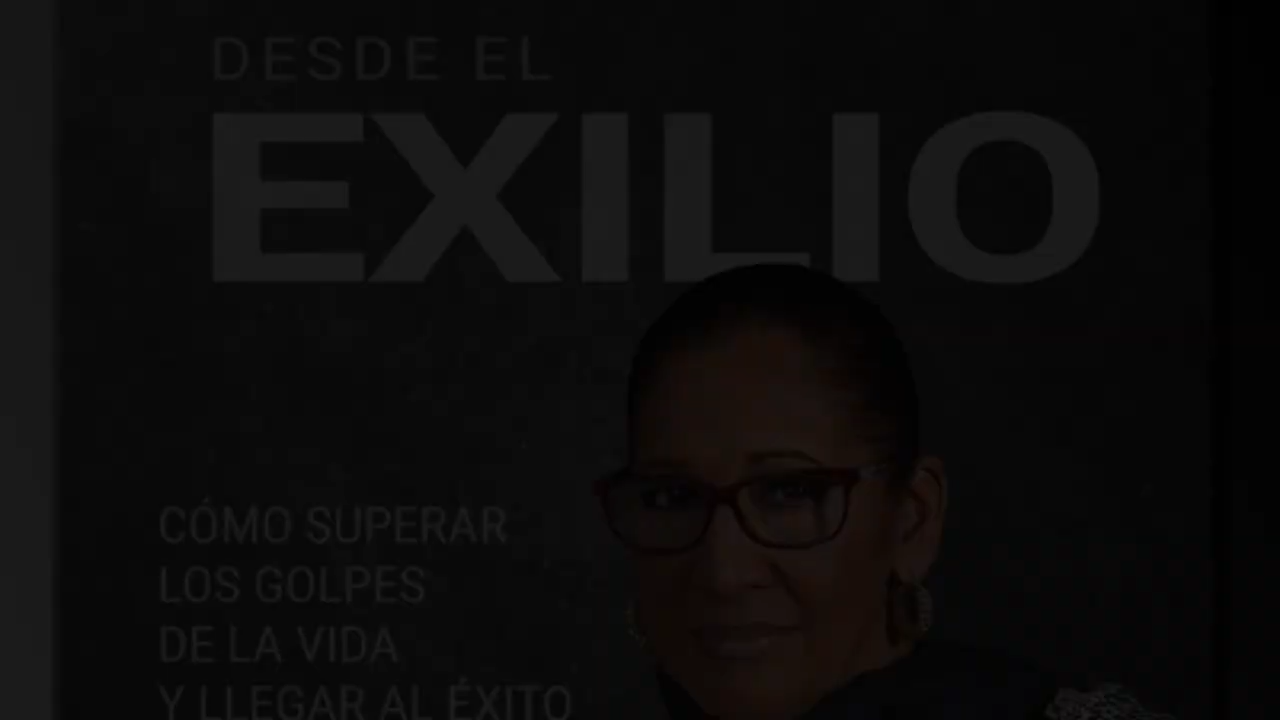 DESDE EL
EXILIO
CÓMO SUPERAR
LOS GOLPES
DE LA VIDA
Y LLEGAR AL ÉXITO